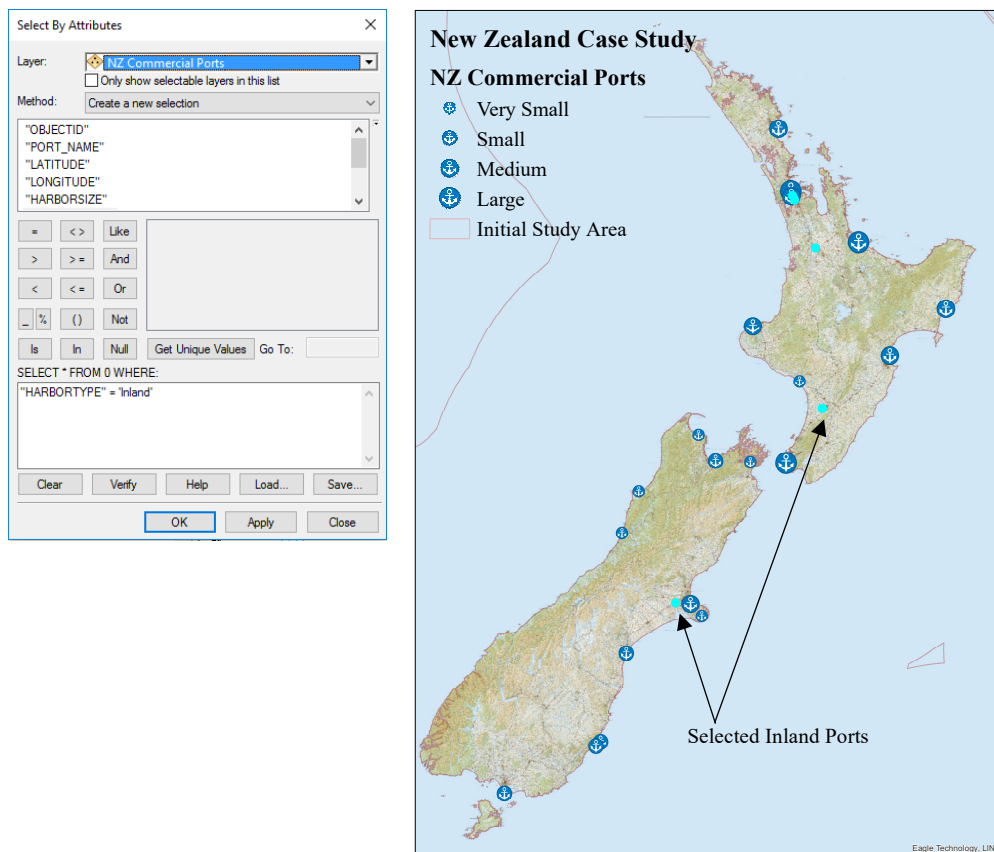 Select By Attributes
Layer:
NZ Commercial Ports
Only show selectable layers in this list
Method:
Create a new selection
"OBJECTID"
"PORT_NAME"
"LATITUDE"
"LONGITUDE"
"HARBORSIZE"
= < > Like
> > = And
< < = Or
_ % ( ) Not
Is In Null Get Unique Values Go To:
SELECT * FROM 0 WHERE:
"HARBORTYPE" = 'Inland'
Clear Verify Help Load... Save...
OK Apply Close
New Zealand Case Study
NZ Commercial Ports
Very Small
Small
Medium
Large
Initial Study Area
Selected Inland Ports
Eagle Technology, LIN